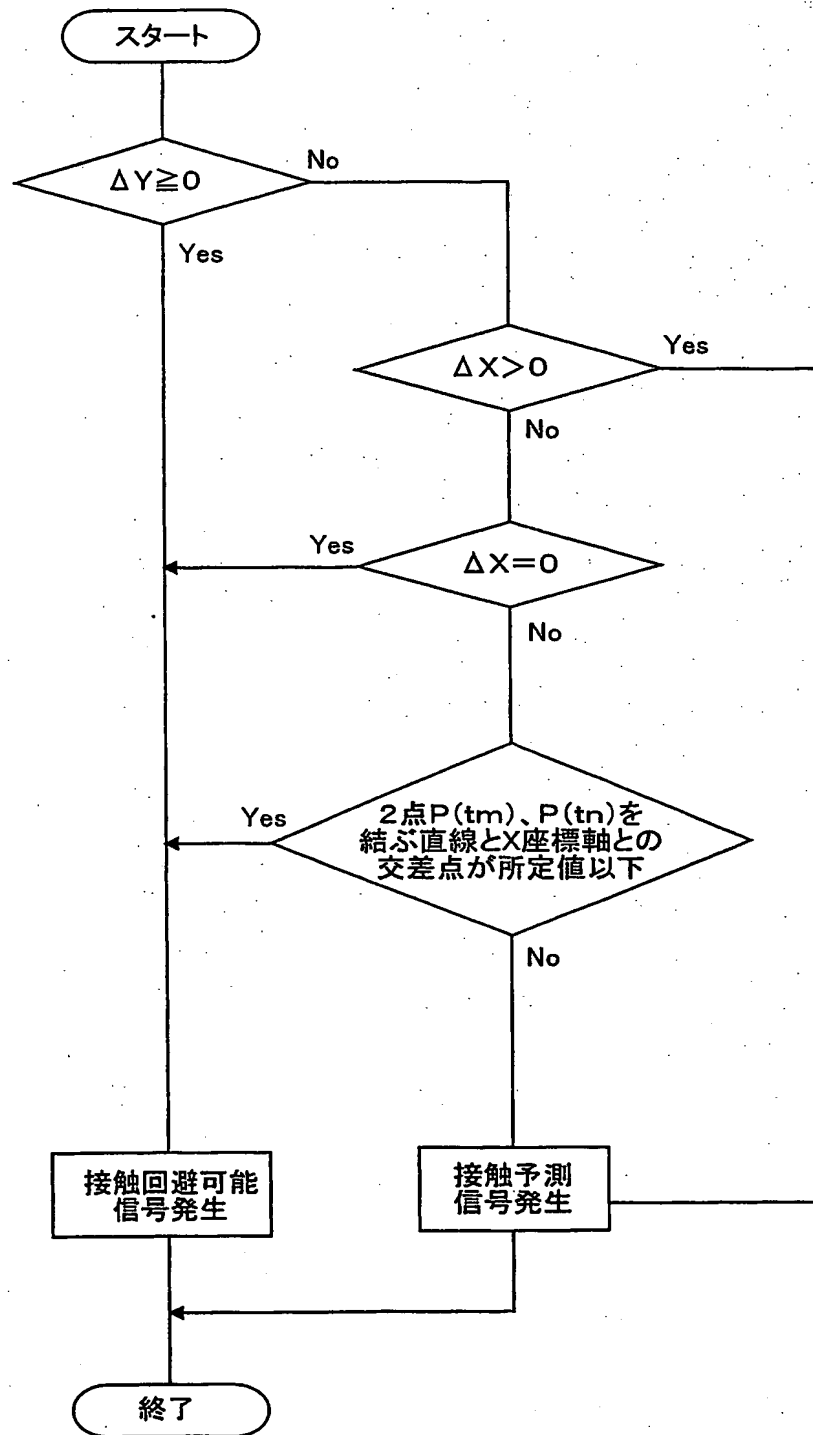 スタート
ΔY≧0
No
Yes
ΔX>0
Yes
No
ΔX=0
Yes
No
2点P(tm)、P(tn)を
結ぶ直線とX座標軸との
交差点が所定値以下
Yes
No
接触回避可能
信号発生
接触予測
信号発生
終了